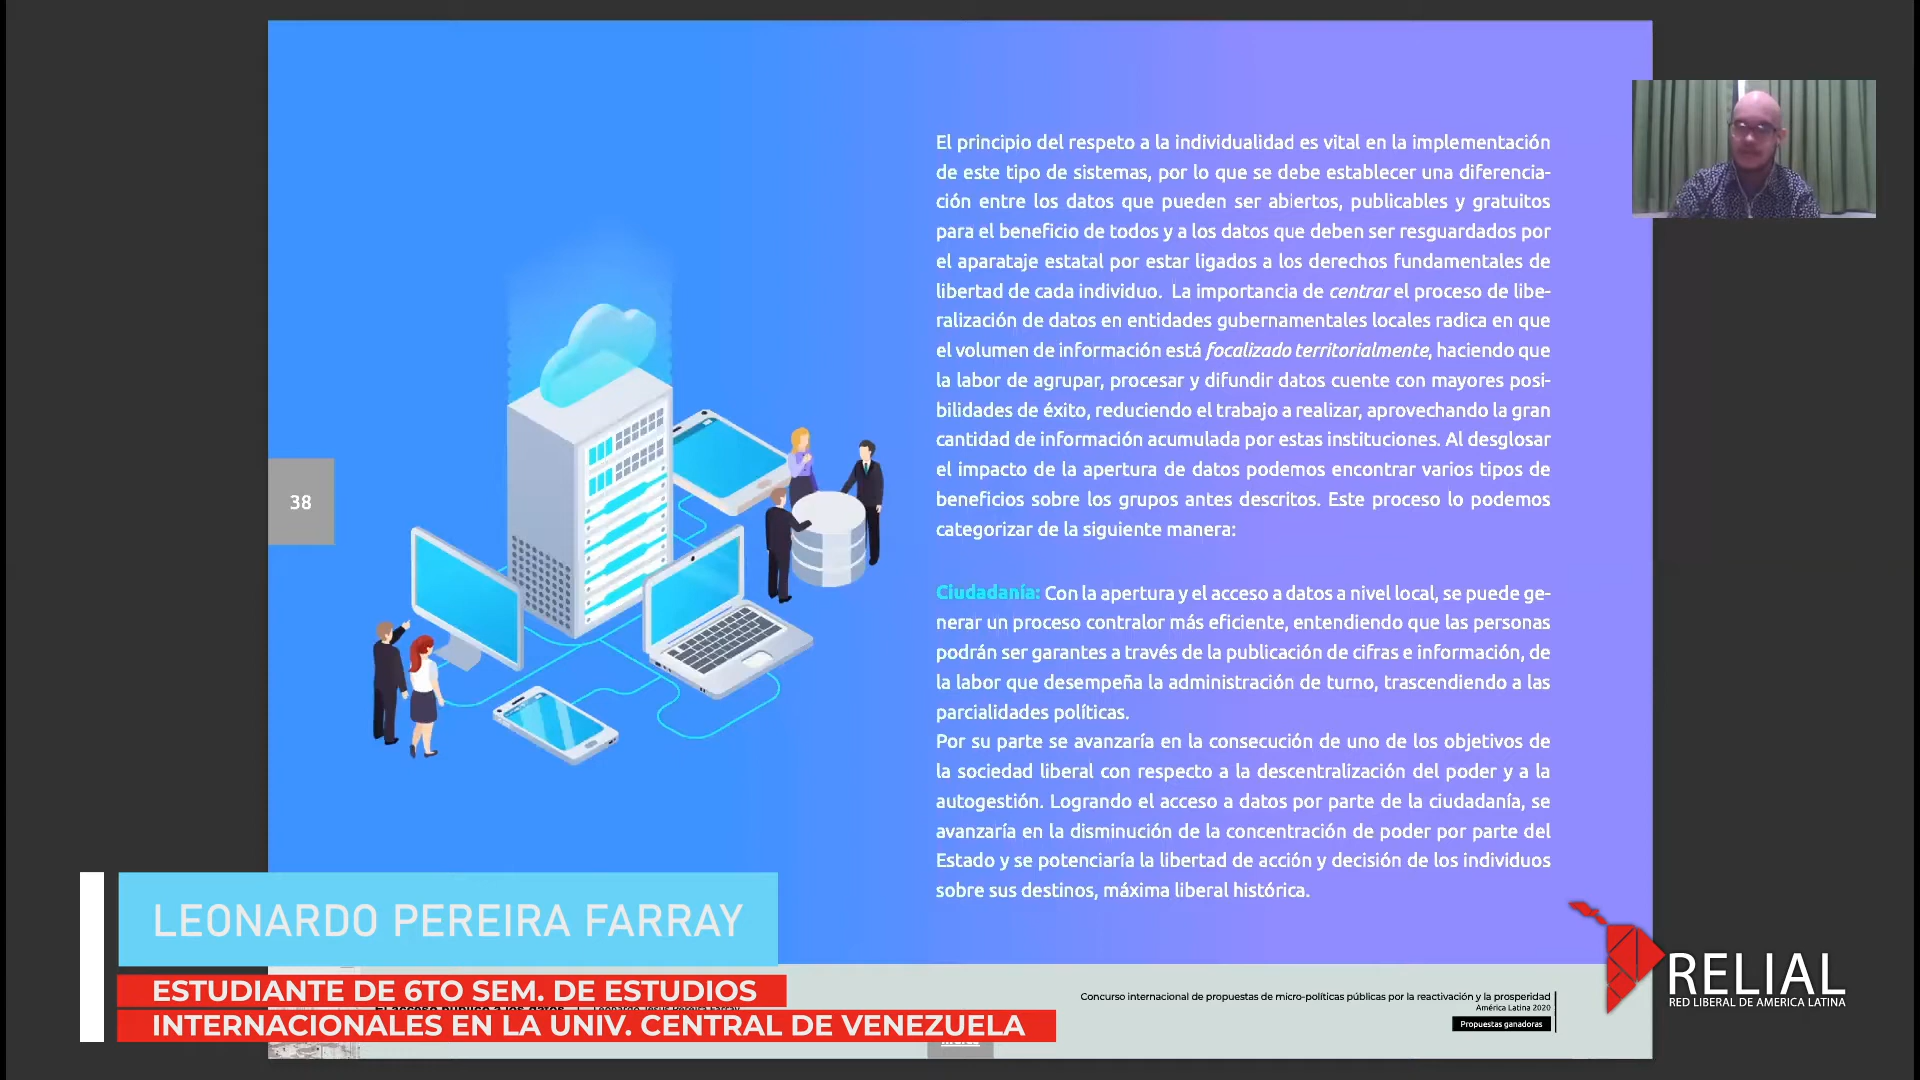 El principio del respeto a la individualidad es vital en la implementación
de este tipo de sistemas, por lo que se debe establecer una diferencia-
ción entre los datos que pueden ser abiertos, publicables y gratuitos
para el beneficio de todos y a los datos que deben ser resguardados por
el aparataje estatal por estar ligados a los derechos fundamentales de
libertad de cada individuo. La importancia de centrar el proceso de libe-
ralización de datos en entidades gubernamentales locales radica en que
el volumen de información está focalizado territorialmente, haciendo que
la labor de agrupar, procesar y difundir datos cuente con mayores posi-
bilidades de éxito, reduciendo el trabajo a realizar, aprovechando la gran
cantidad de información acumulada por estas instituciones. Al desglosar
el impacto de la apertura de datos podemos encontrar varios tipos de
beneficios sobre los grupos antes descritos. Este proceso lo podemos
categorizar de la siguiente manera:
38
Ciudadanía: Con la apertura y el acceso a datos a nivel local, se puede ge-
nerar un proceso contralor más eficiente, entendiendo que las personas
podrán ser garantes a través de la publicación de cifras e información, de
la labor que desempeña la administración de turno, trascendiendo a las
parcialidades políticas.
Por su parte se avanzaría en la consecución de uno de los objetivos de
la sociedad liberal con respecto a la descentralización del poder y a la
autogestión. Logrando el acceso a datos por parte de la ciudadanía, se
avanzaría en la disminución de la concentración de poder por parte del
Estado y se potenciaría la libertad de acción y decisión de los individuos
sobre sus destinos, máxima liberal histórica.
LEONARDO PEREIRA FARRAY
ESTUDIANTE DE 6TO SEM. DE ESTUDIOS
INTERNACIONALES EN LA UNIV. CENTRAL DE VENEZUELA
Concurso internacional de propuestas de micro-políticas públicas por la reactivación y la prosperidad
América Latina 2020
Propuestas ganadoras
RELIAL
RED LIBERAL DE AMERICA LATINA